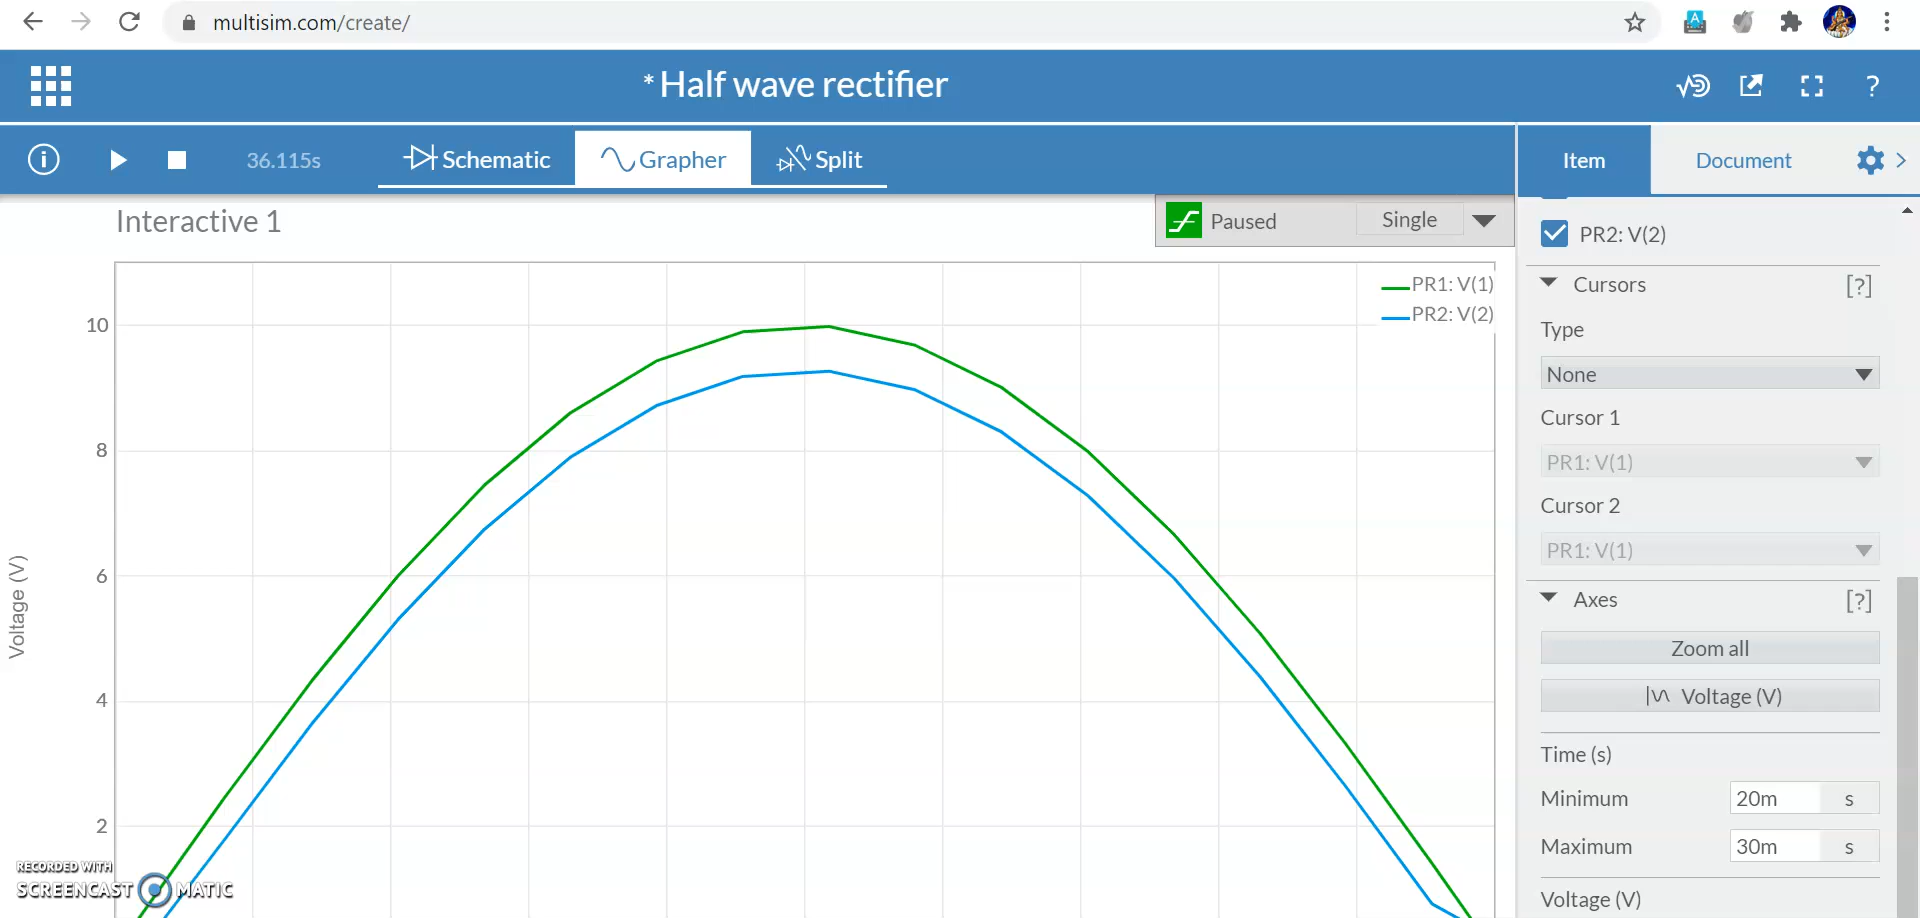 multisim.com/create/
* Half wave rectifier
?
i
36.115s
Schematic
Grapher
Split
Item
Document
Interactive 1
Paused
Single
PR2: V(2)
PR1: V(1)
PR2: V(2)
Cursors [?]
Type
None
Cursor 1
PR1: V(1)
Cursor 2
PR1: V(1)
Axes [?]
Zoom all
Voltage (V)
Time (s)
Minimum 20m s
Maximum 30m s
Voltage (V)
10
8
6
4
2
Voltage (V)
RECORDED WITH
SCREENCAST MATIC